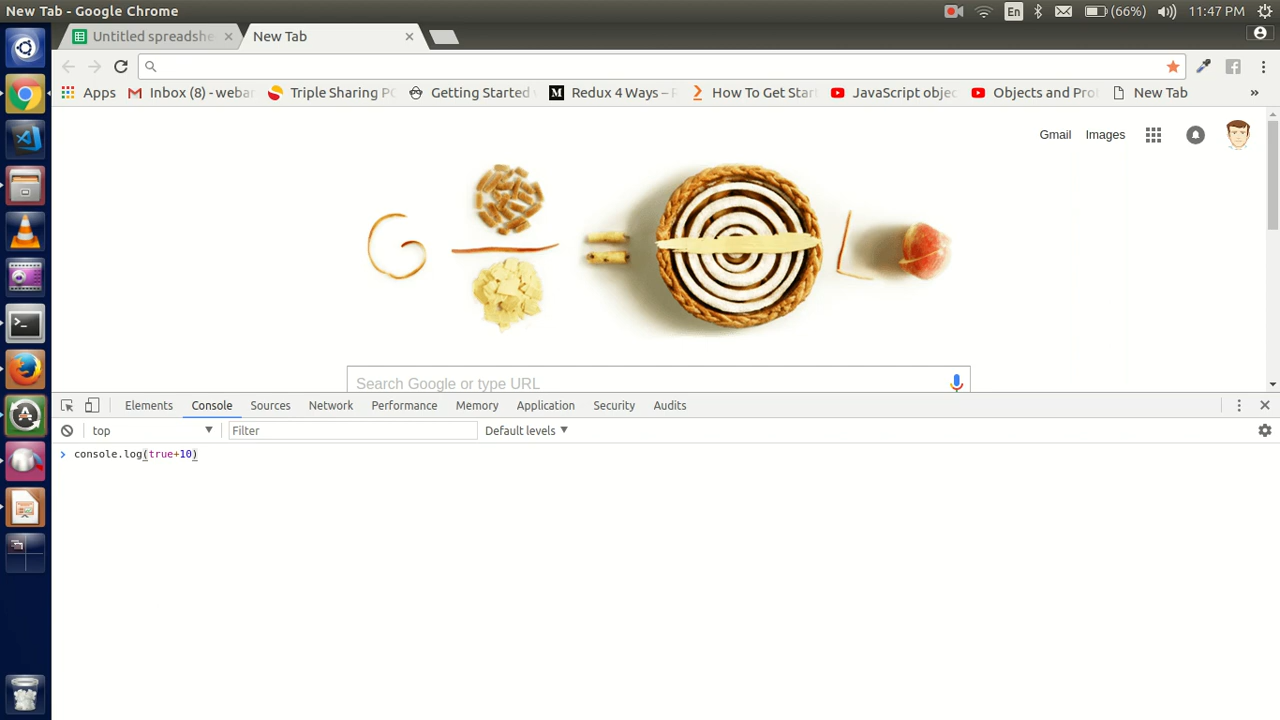 New Tab - Google Chrome
En
(66%)
11:47 PM
Untitled spreadshe
New Tab
Apps
Inbox (8) - webar
Triple Sharing PG
Getting Started
Redux 4 Ways –
How To Get Star
JavaScript objec
Objects and Pro
New Tab
»
Gmail
Images
G
L
Search Google or type URL
Elements
Console
Sources
Network
Performance
Memory
Application
Security
Audits
top
Filter
Default levels
> console.log(true+10)